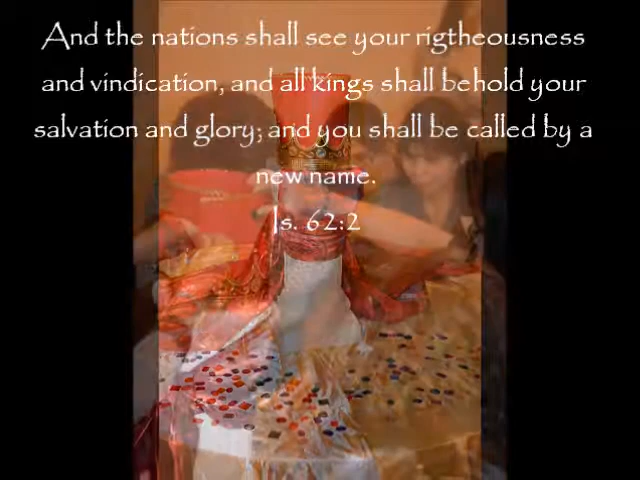 And the nations shall see your rigtheousness
and vindication, and all kings shall behold your
salvation and glory; and you shall be called by a
new name.
Is. 62:2